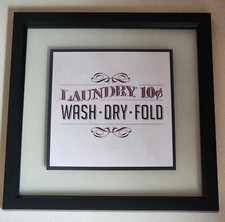 LAUNDRY 10¢
WASH · DRY · FOLD